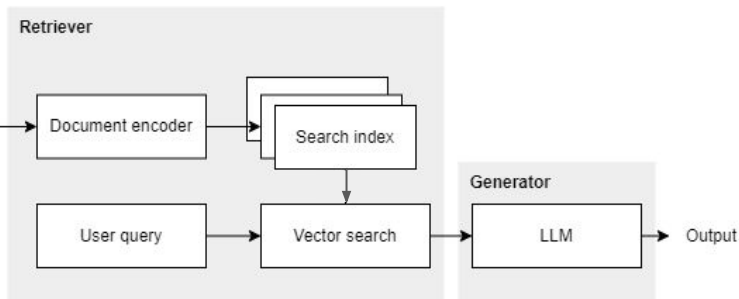 Retriever
Document encoder
Search index
User query
Vector search
Generator
LLM
Output